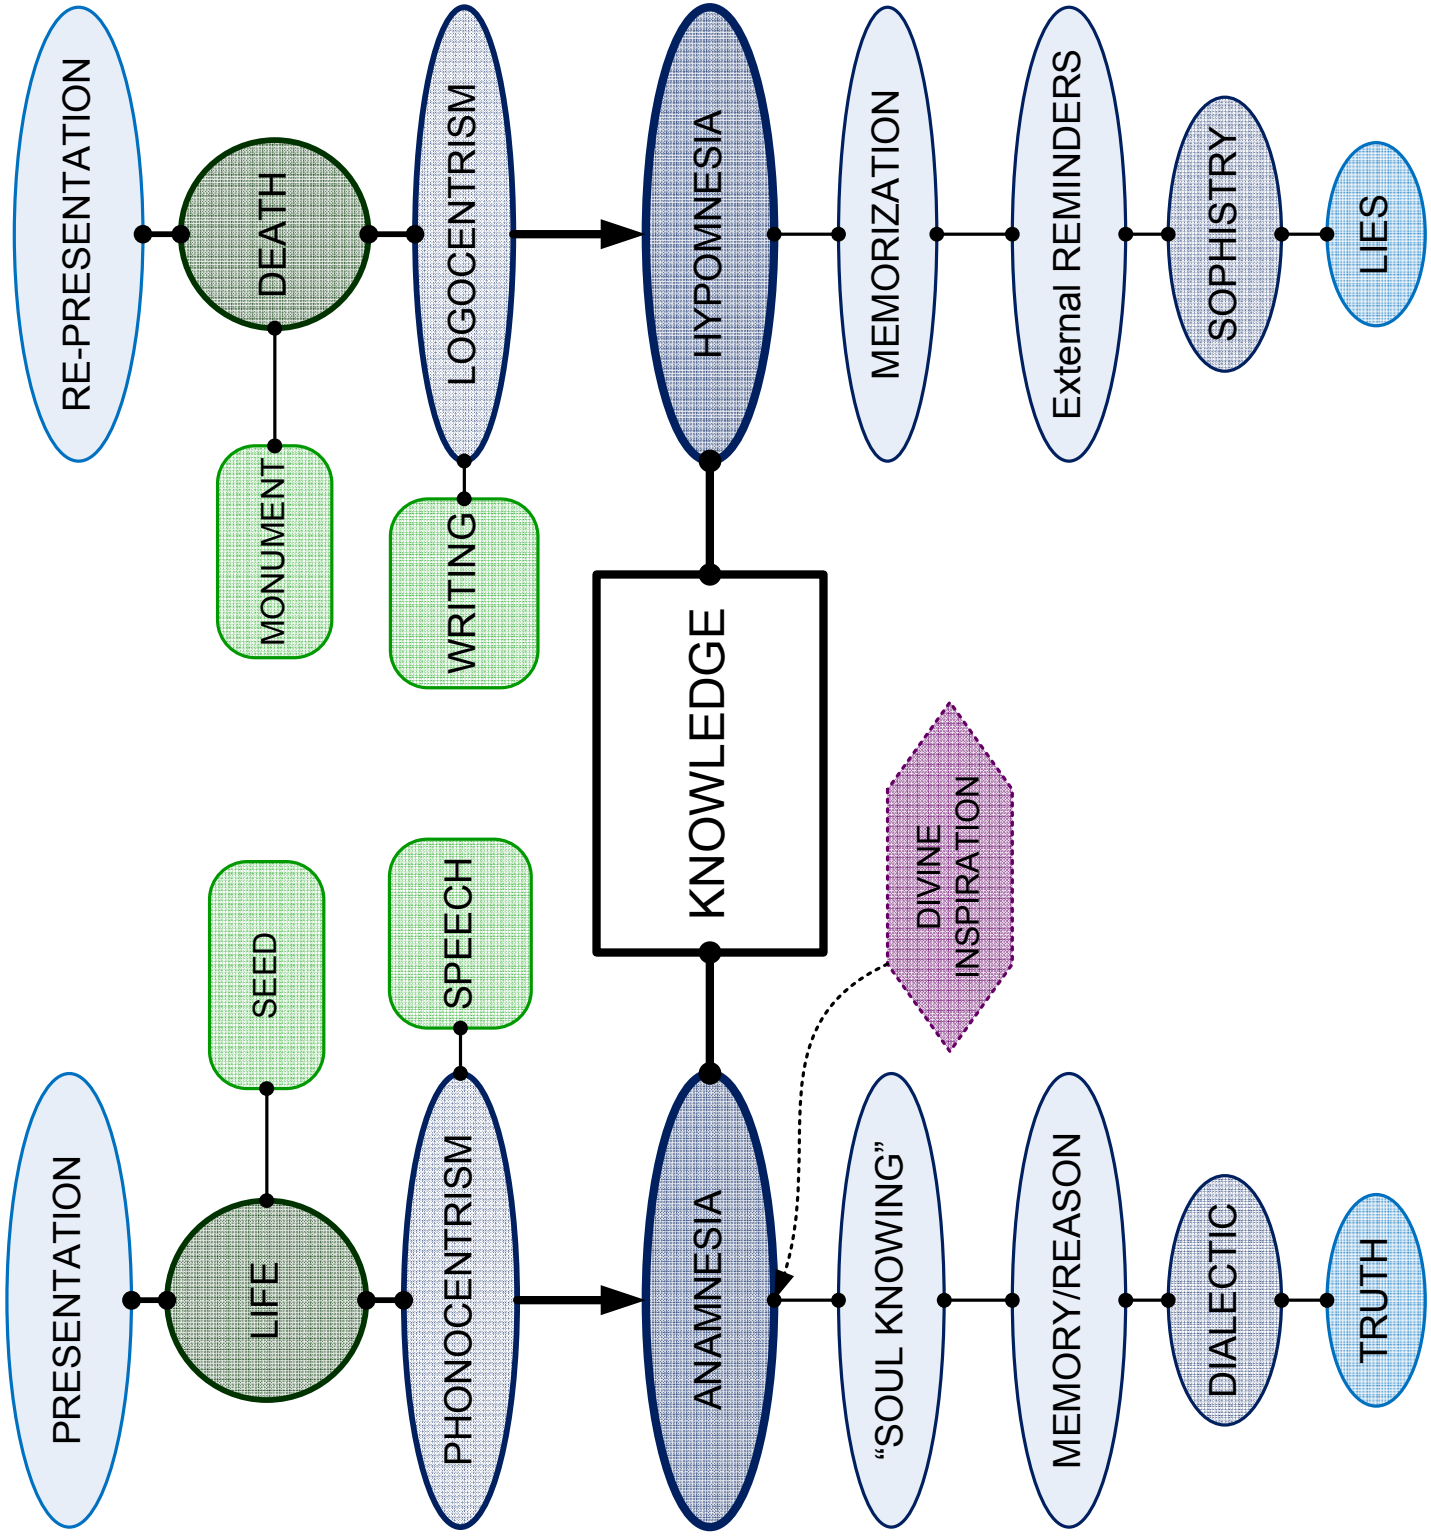 PRESENTATION
RE-PRESENTATION
LIFE
SEED
MONUMENT
DEATH
PHONOCENTRISM
SPEECH
WRITING
LOGOCENTRISM
ANAMNESIA
KNOWLEDGE
HYPOMNESIA
“SOUL KNOWING”
DIVINE
INSPIRATION
MEMORIZATION
MEMORY/REASON
External REMINDERS
DIALECTIC
SOPHISTRY
TRUTH
LIES